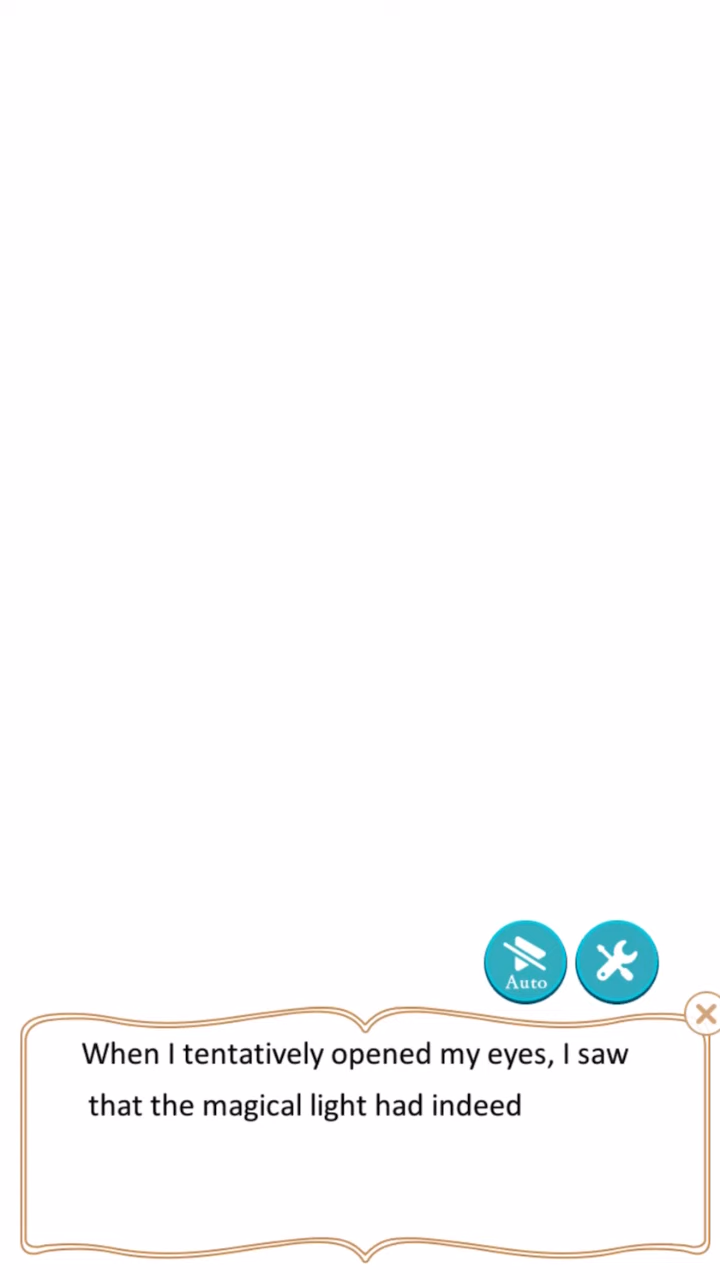 Auto
When I tentatively opened my eyes, I saw
that the magical light had indeed